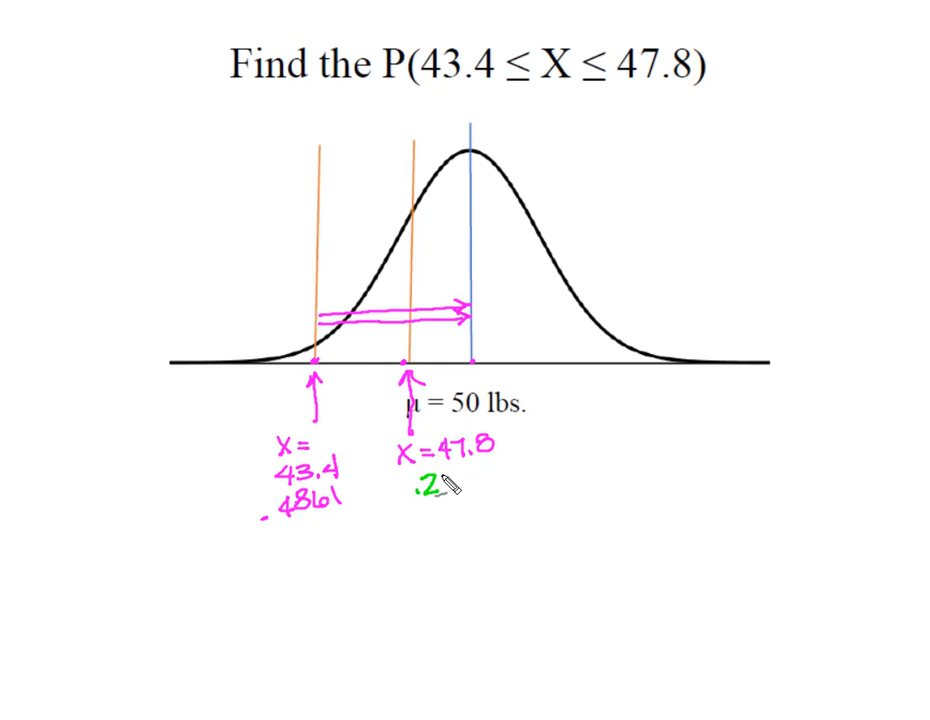 Find the P(43.4 ≤ X ≤ 47.8)
μ = 50 lbs.
X =
43.4
.4861
X = 47.8
.2